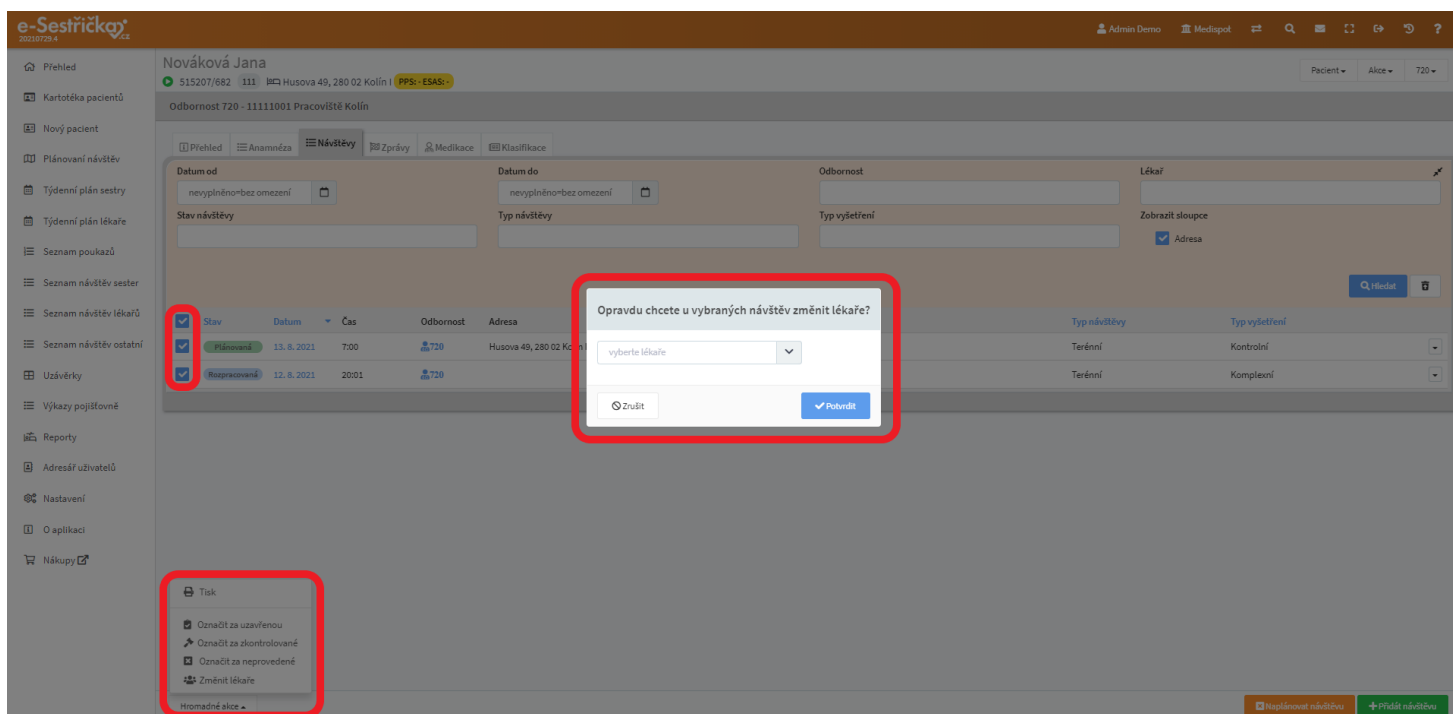 e-Sestřička.cz
20210729.4
Admin Demo
Medispot
Přehled
Kartotéka pacientů
Nový pacient
Plánovaní návštěv
Týdenní plán sestry
Týdenní plán lékaře
Seznam poukazů
Seznam návštěv sester
Seznam návštěv lékařů
Seznam návštěv ostatní
Uzávěrky
Výkazy pojišťovně
Reporty
Adresář uživatelů
Nastavení
O aplikaci
Nákupy
Nováková Jana
515207/682 111 Husova 49, 280 02 Kolín I PPS: - ESAS: -
Pacient Akce 720
Odbornost 720 - 11111001 Pracoviště Kolín
Přehled Anamnéza Návštěvy Zprávy Medikace Klasifikace
Datum od Datum do Odbornost Lékař
nevyplněno=bez omezení nevyplněno=bez omezení
Stav návštěvy Typ návštěvy Typ vyšetření Zobrazit sloupce
Adresa
Hledat
Stav Datum Čas Odbornost Adresa Typ návštěvy Typ vyšetření
Plánovaná 13. 8. 2021 7:00 720 Husova 49, 280 02 Kolín I Terénní Kontrolní
Rozpracovaná 12. 8. 2021 20:01 720 Terénní Komplexní
Opravdu chcete u vybraných návštěv změnit lékaře?
vyberte lékaře
Zrušit Potvrdit
Tisk
Označit za uzavřenou
Označit za zkontrolované
Označit za neprovedené
Změnit lékaře
Hromadné akce
Naplánovat návštěvu Přidát návštěvu